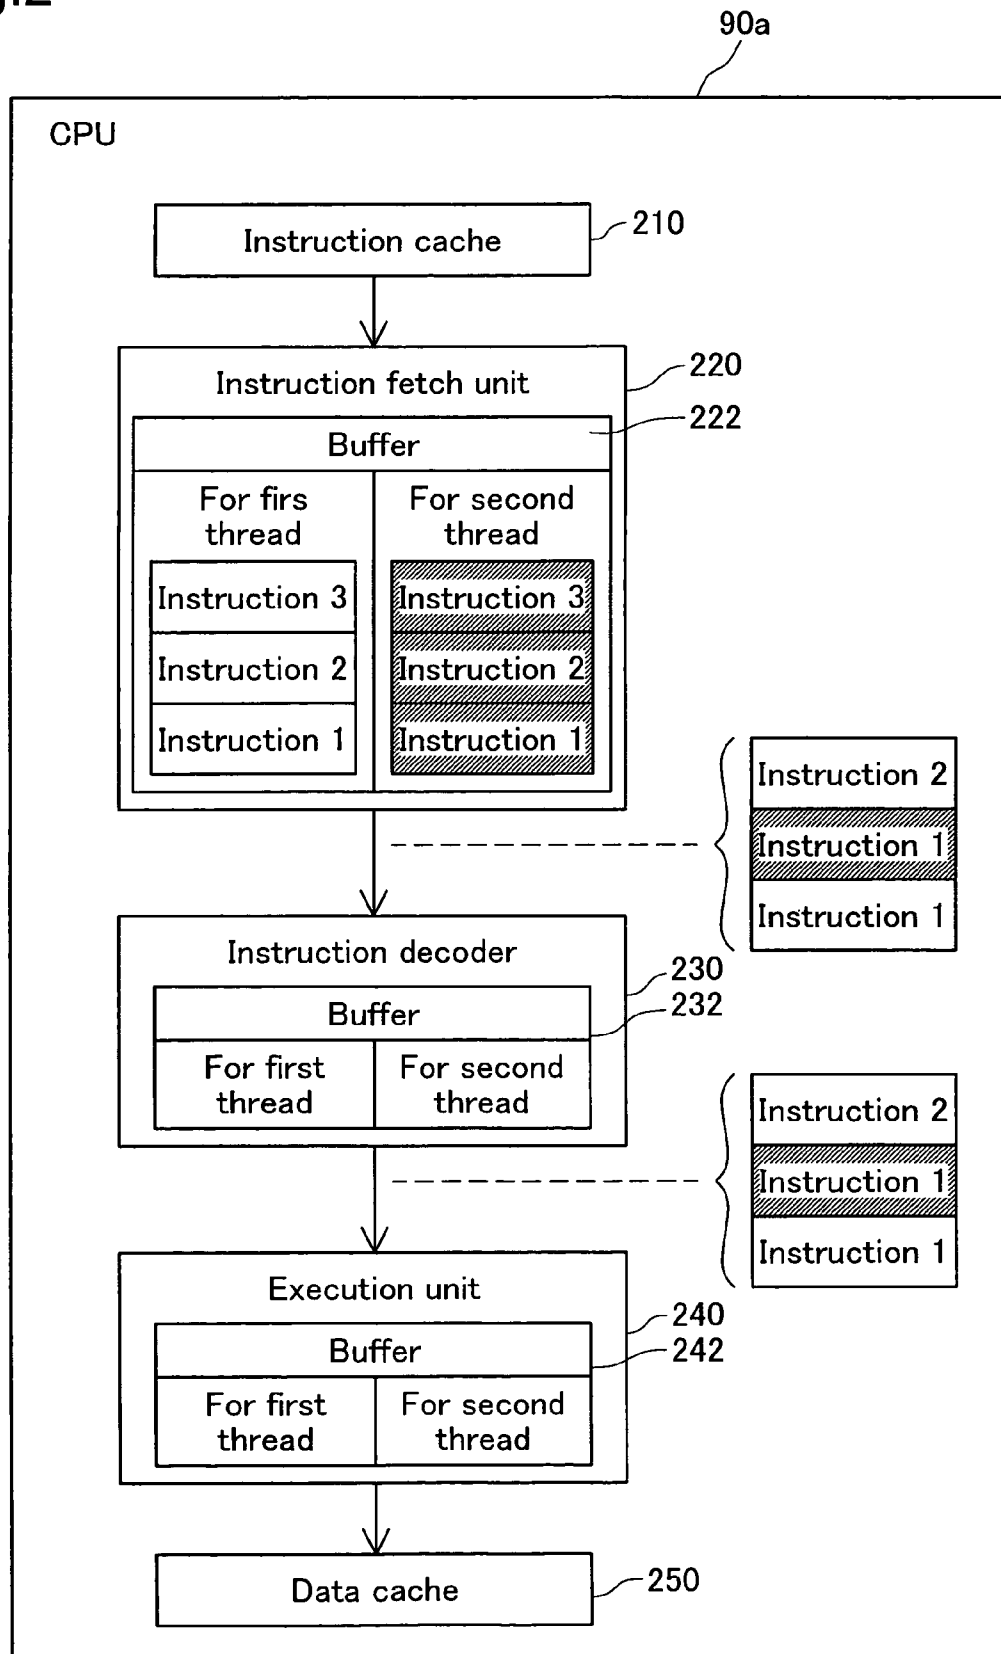 90a
CPU
Instruction cache
210
Instruction fetch unit
220
Buffer
222
For firs
thread
For second
thread
Instruction 3
Instruction 2
Instruction 1
Instruction 3
Instruction 2
Instruction 1
Instruction 2
Instruction 1
Instruction 1
Instruction decoder
230
Buffer
232
For first
thread
For second
thread
Instruction 2
Instruction 1
Instruction 1
Execution unit
240
Buffer
242
For first
thread
For second
thread
Data cache
250